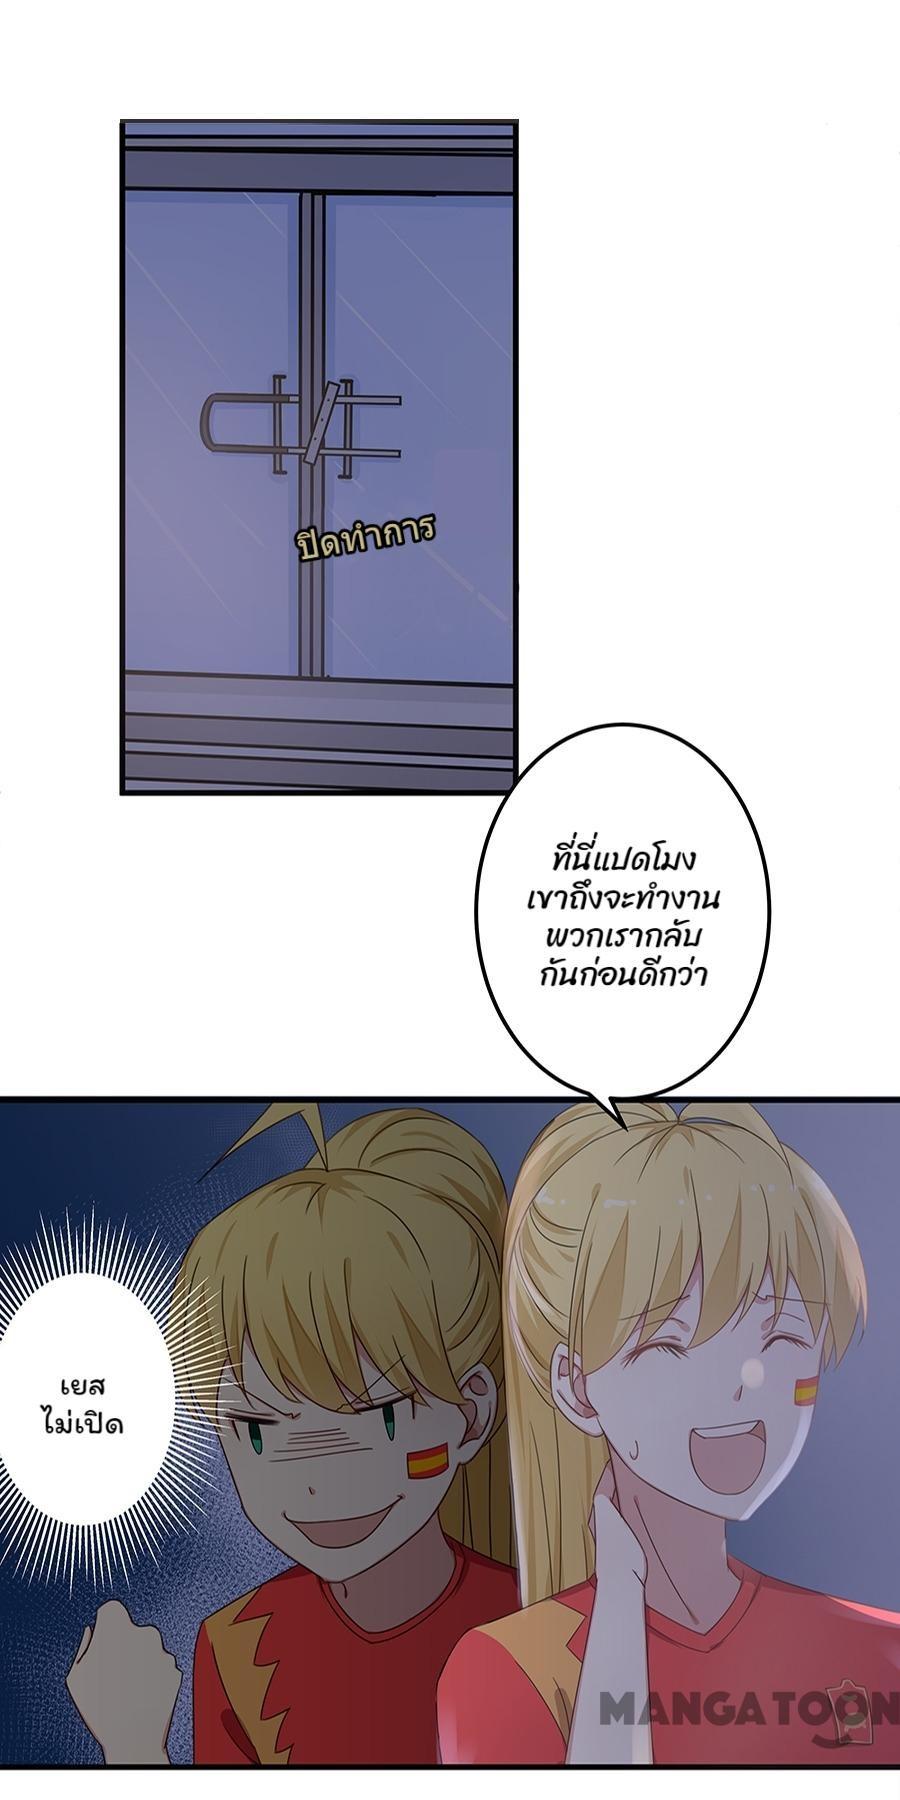 ปิดทำการ
ที่นี่แปดโมง
เขาถึงจะทำงาน
พวกเรากลับ
กันก่อนดีกว่า
เยส
ไม่เปิด
MANGATOON